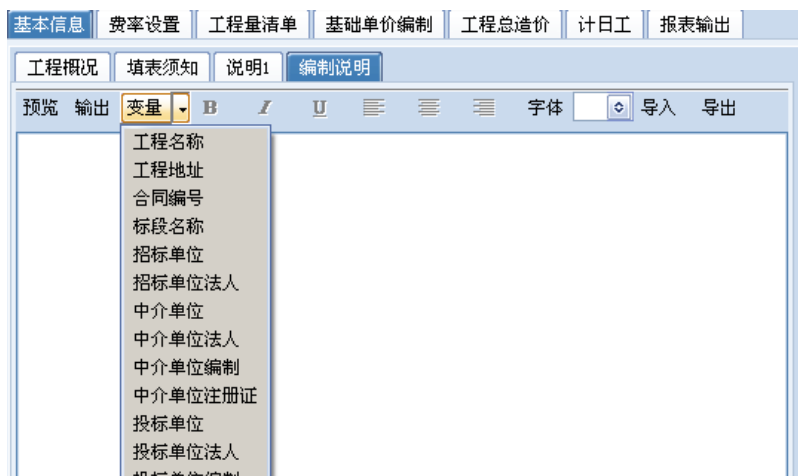 基本信息 费率设置 工程量清单 基础单价编制 工程总造价 计日工 报表输出
工程概况 填表须知 说明1 编制说明
预览 输出 变量 B I U 字体 导入 导出
工程名称
工程地址
合同编号
标段名称
招标单位
招标单位法人
中介单位
中介单位法人
中介单位编制
中介单位注册证
投标单位
投标单位法人
投标单位编制